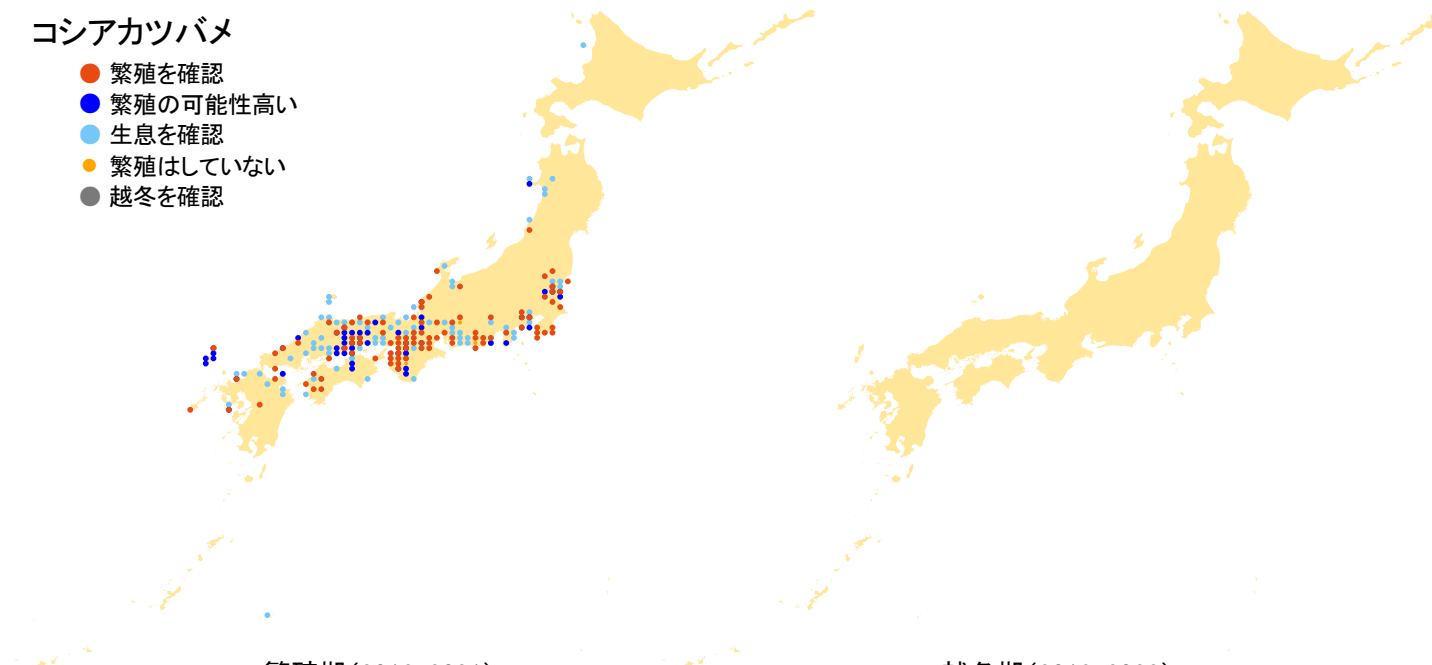 コシアカツバメ
繁殖を確認
繁殖の可能性高い
生息を確認
繁殖はしていない
越冬を確認